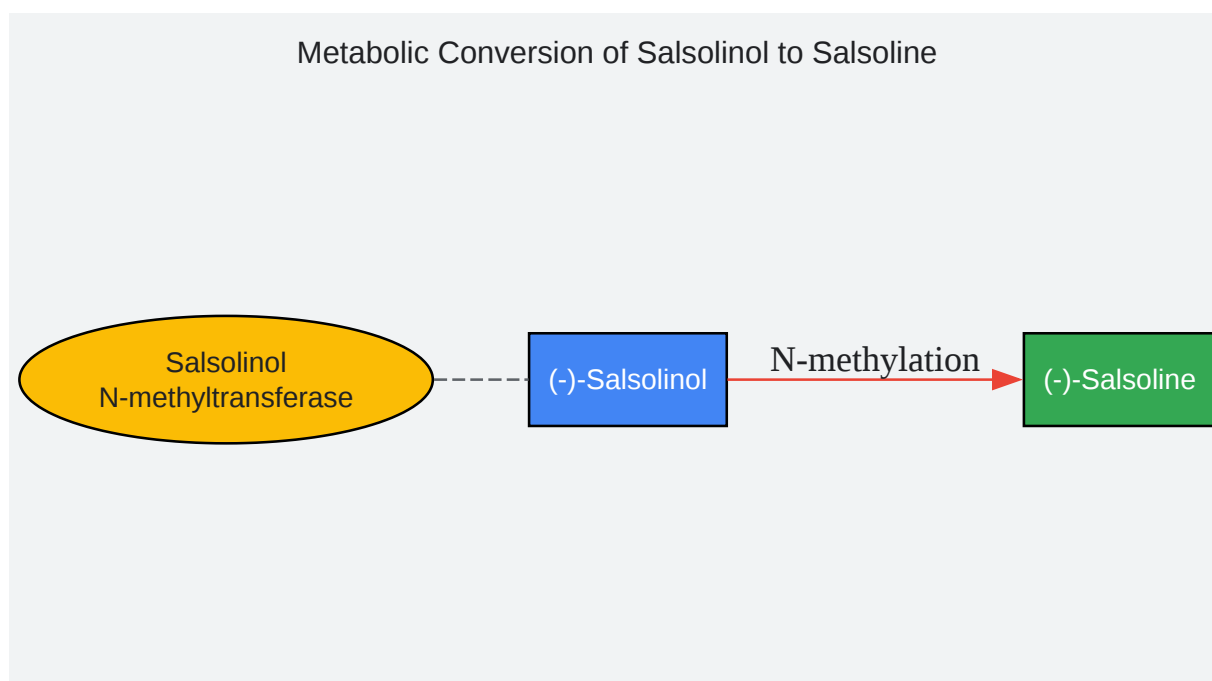 Metabolic Conversion of Salsolinol to Salsoline
Salsolinol
N-methyltransferase
(-)-Salsolinol
N-methylation
(-)-Salsoline